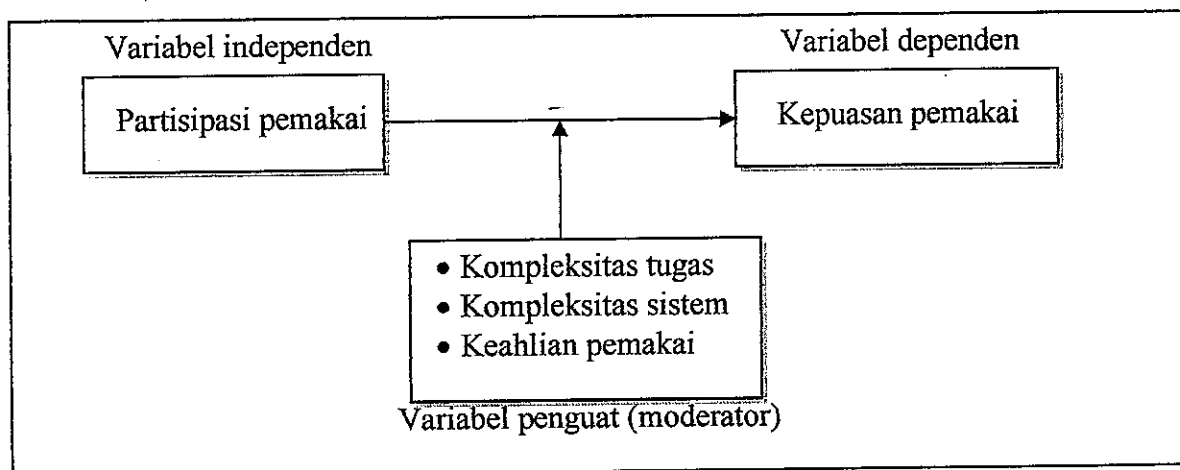 Variabel independen
Variabel dependen
Partisipasi pemakai
Kepuasan pemakai
• Kompleksitas tugas
• Kompleksitas sistem
• Keahlian pemakai
Variabel penguat (moderator)